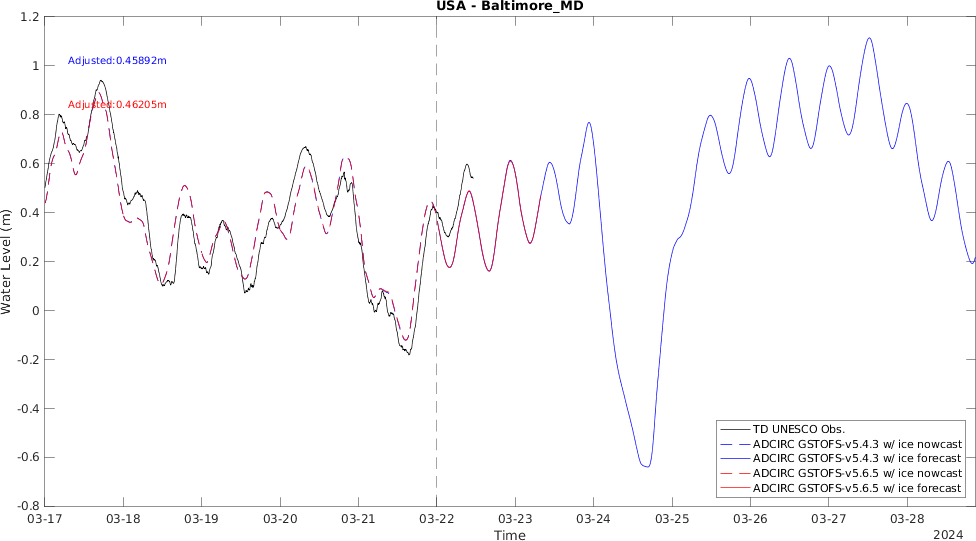 USA - Baltimore_MD
1.2
1
0.8
0.6
0.4
0.2
0
-0.2
-0.4
-0.6
-0.8
Water Level (m)
Adjusted:0.45892m
Adjusted:0.46205m
TD UNESCO Obs.
ADCIRC GSTOFS-v5.4.3 w/ ice nowcast
ADCIRC GSTOFS-v5.4.3 w/ ice forecast
ADCIRC GSTOFS-v5.6.5 w/ ice nowcast
ADCIRC GSTOFS-v5.6.5 w/ ice forecast
03-17 03-18 03-19 03-20 03-21 03-22 03-23 03-24 03-25 03-26 03-27 03-28
Time
2024